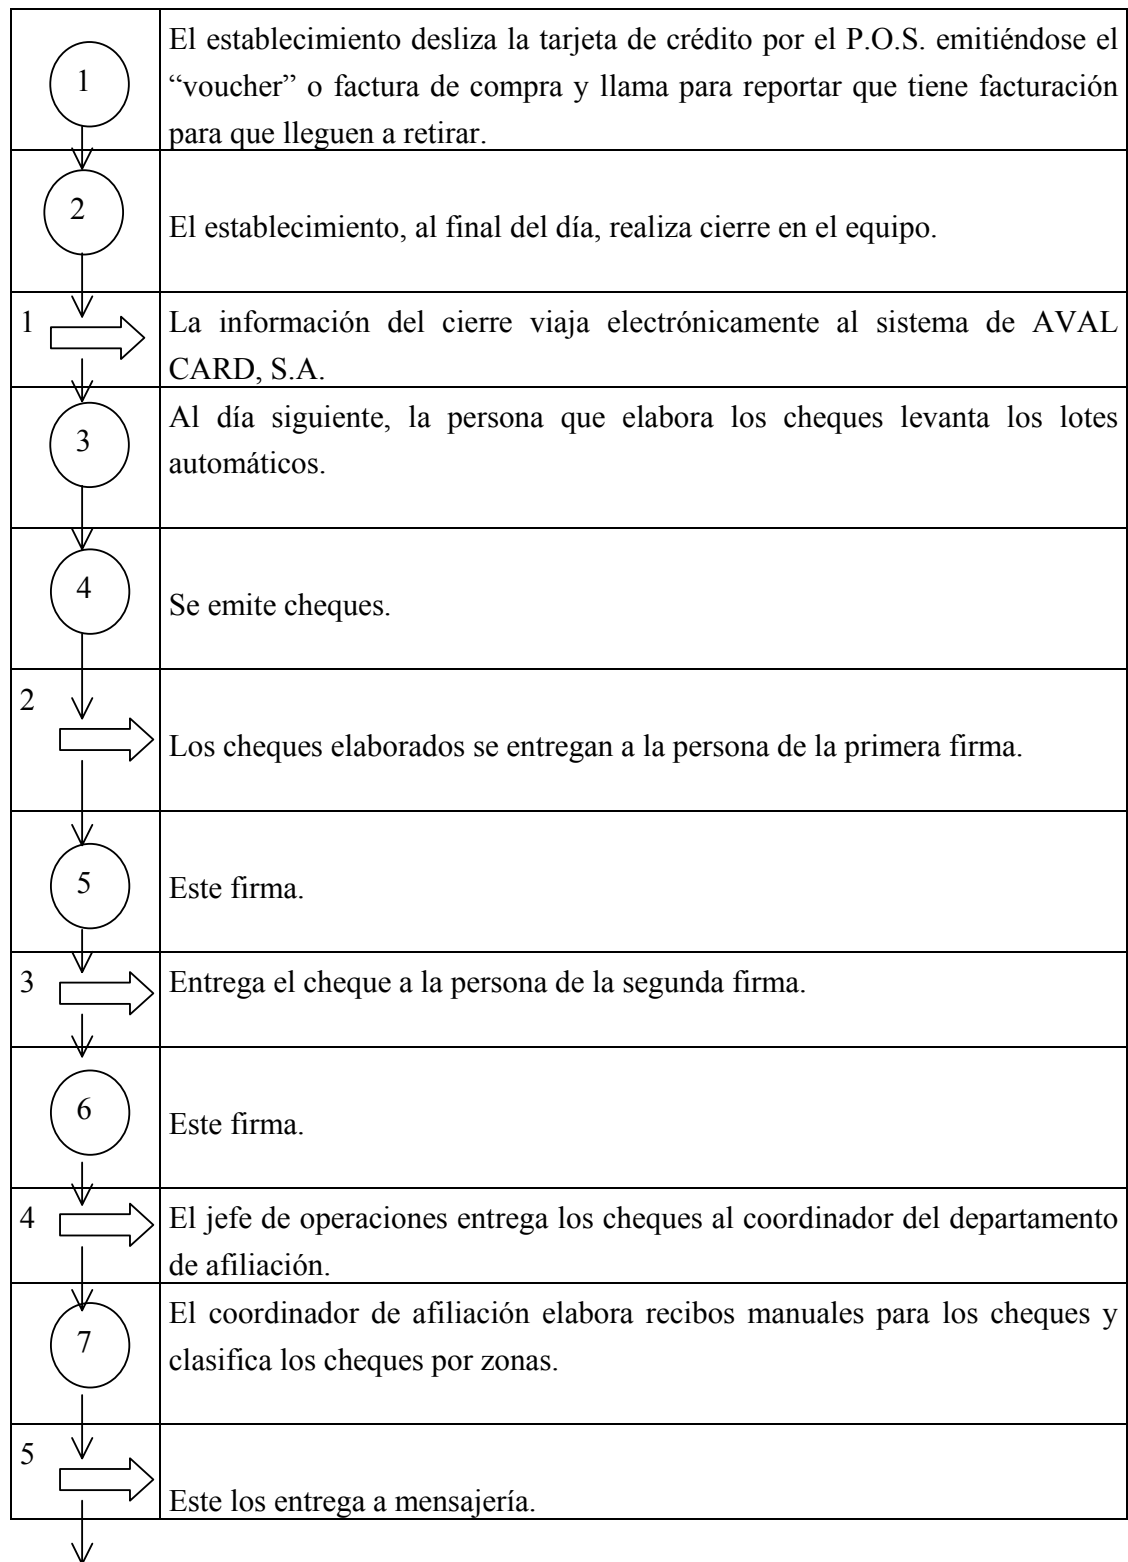 1
El establecimiento desliza la tarjeta de crédito por el P.O.S. emitiéndose el
“voucher” o factura de compra y llama para reportar que tiene facturación
para que lleguen a retirar.
2
El establecimiento, al final del día, realiza cierre en el equipo.
1
La información del cierre viaja electrónicamente al sistema de AVAL
CARD, S.A.
3
Al día siguiente, la persona que elabora los cheques levanta los lotes
automáticos.
4
Se emite cheques.
2
Los cheques elaborados se entregan a la persona de la primera firma.
5
Este firma.
3
Entrega el cheque a la persona de la segunda firma.
6
Este firma.
4
El jefe de operaciones entrega los cheques al coordinador del departamento
de afiliación.
7
El coordinador de afiliación elabora recibos manuales para los cheques y
clasifica los cheques por zonas.
5
Este los entrega a mensajería.